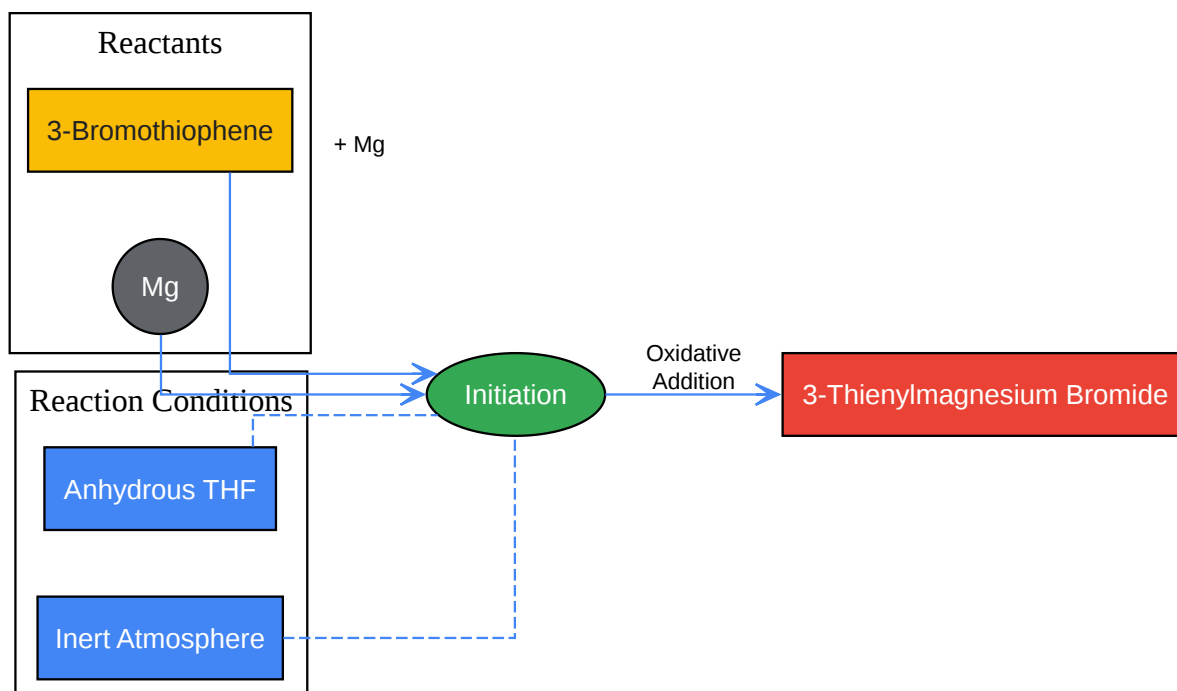 Reactants
3-Bromothiophene
+ Mg
Mg
Reaction Conditions
Anhydrous THF
Inert Atmosphere
Initiation
Oxidative
Addition
3-Thienylmagnesium Bromide